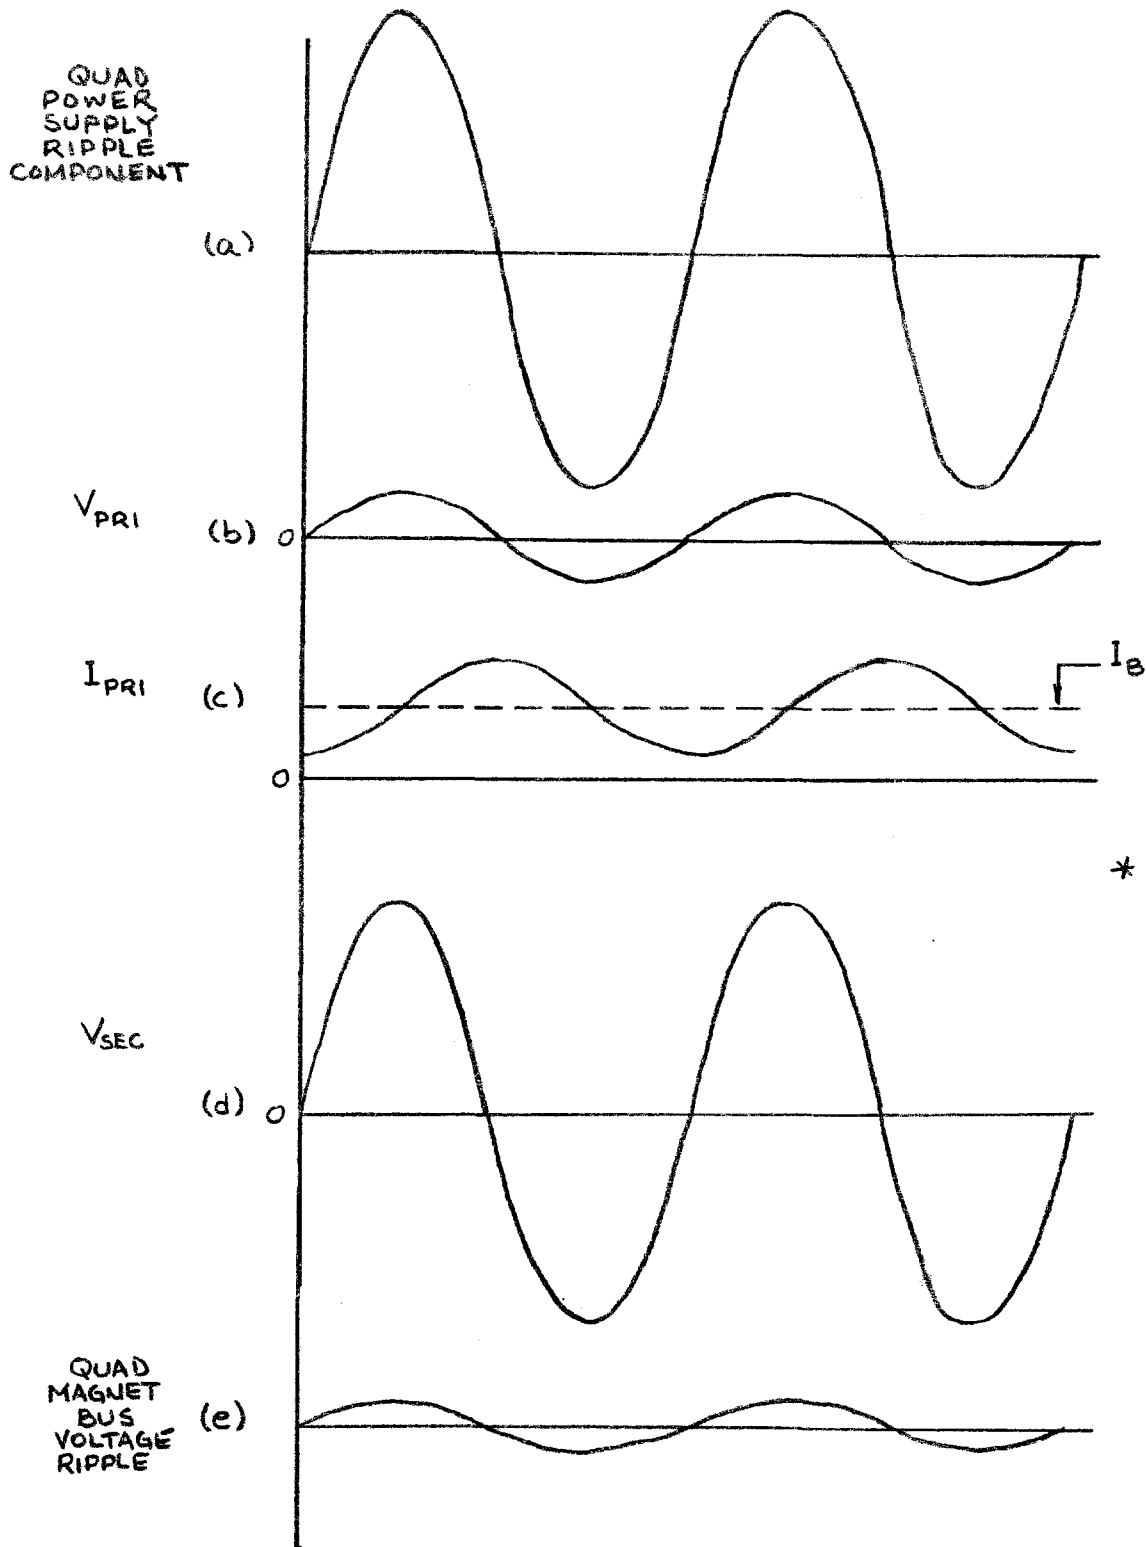 QUAD
POWER
SUPPLY
RIPPLE
COMPONENT
(a)
VPRI
(b) 0
IPRI
(c)
IB
0
*
VSEC
(d) 0
QUAD
MAGNET
BUS
VOLTAGE
RIPPLE
(e)